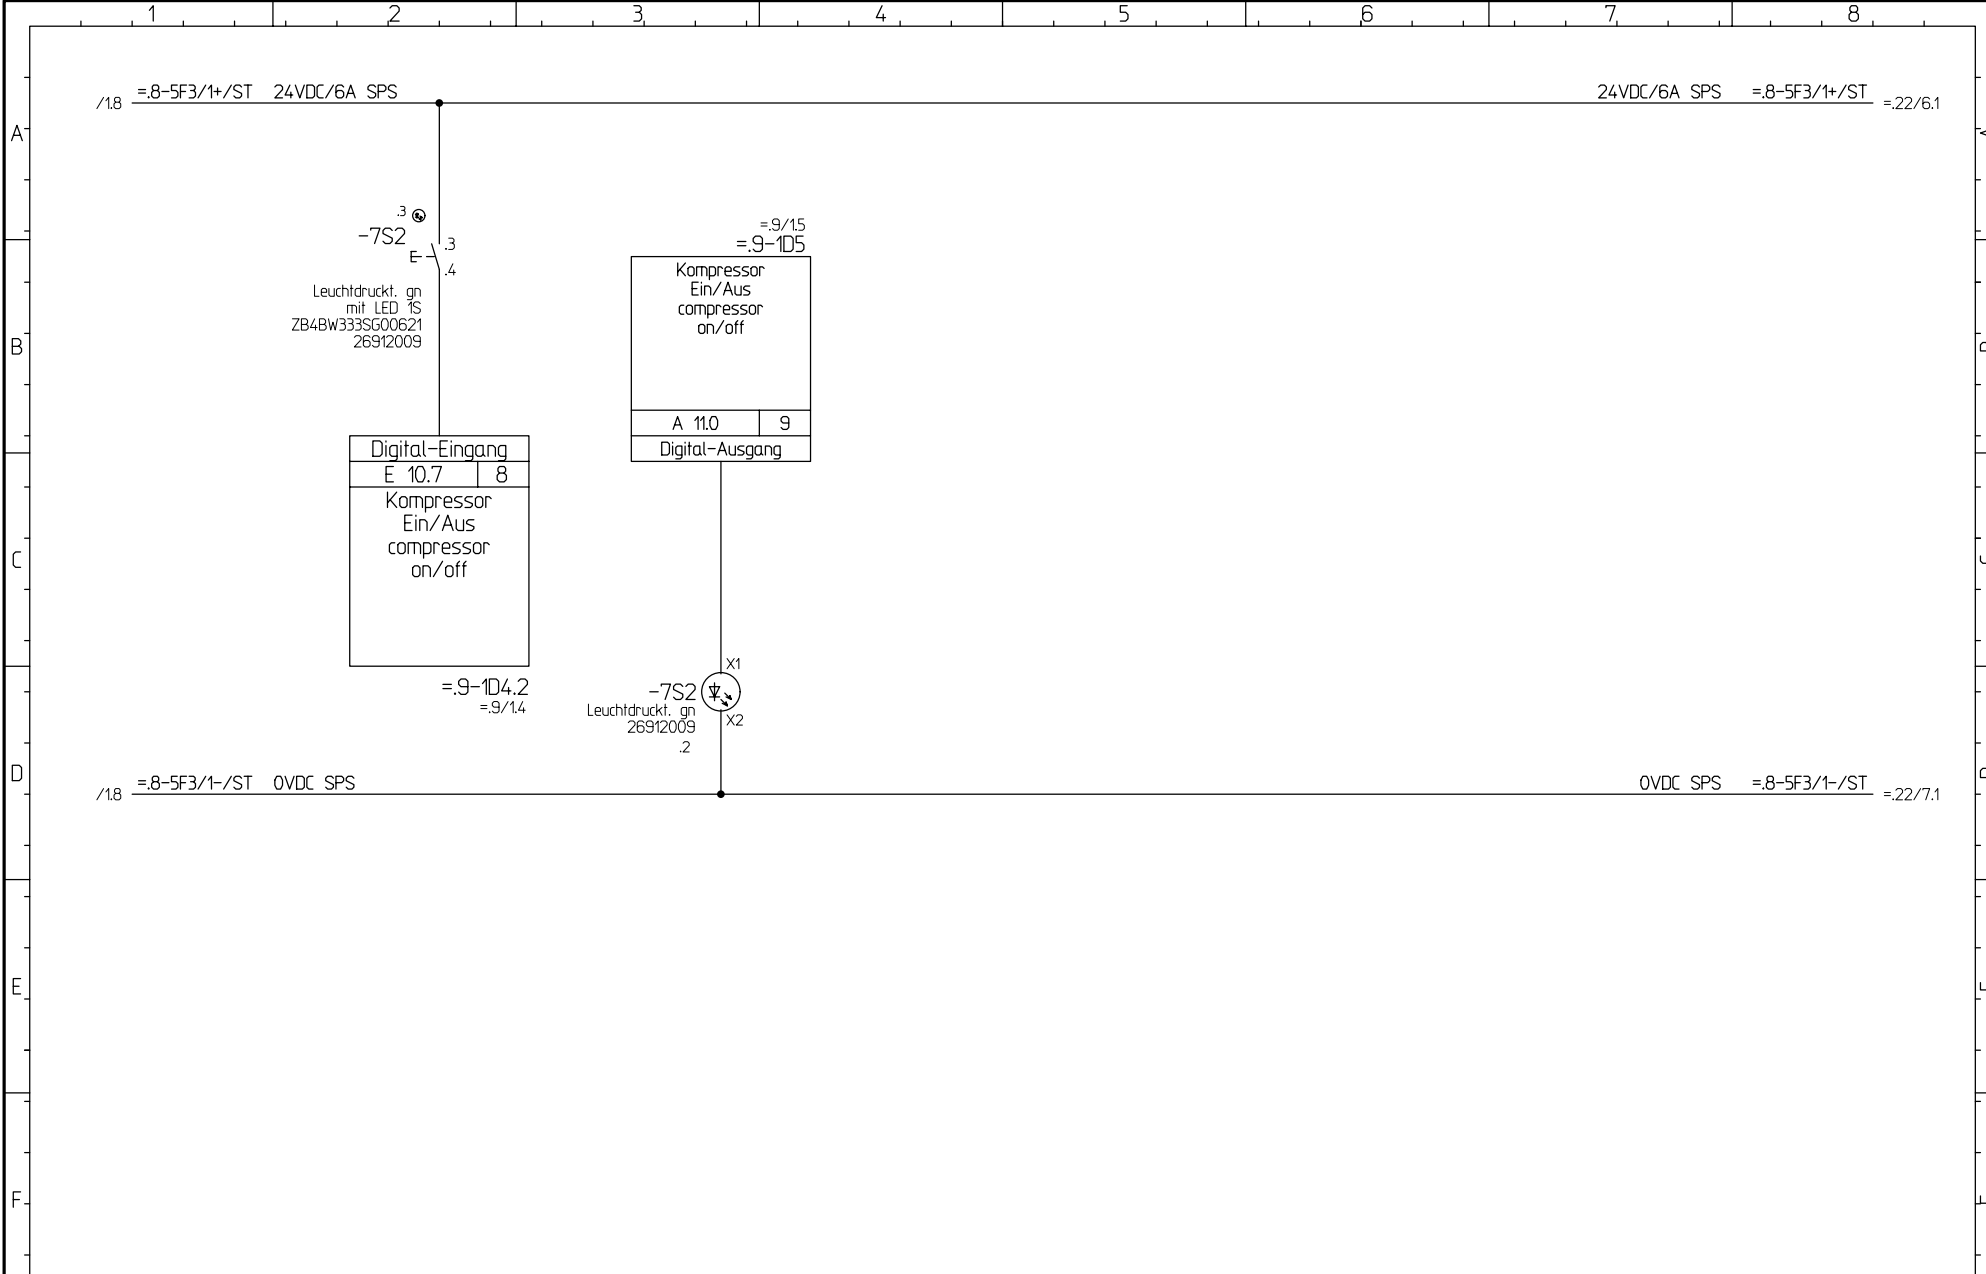 1 2 3 4 5 6 7 8
/1.8 =.8-5F3/1+/ST 24VDC/6A SPS
24VDC/6A SPS =.8-5F3/1+/ST =.22/6.1
A
.3
-7S2
.3
.4
Leuchtdruckt. gn
mit LED 1S
ZB4BW333SG00621
26912009
=.9/1.5
=.9-1D5
Kompressor
Ein/Aus
compressor
on/off
A 11.0 9
Digital-Ausgang
B
Digital-Eingang
E 10.7 8
Kompressor
Ein/Aus
compressor
on/off
=.9-1D4.2
=.9/1.4
C
X1
-7S2
Leuchtdruckt. gn
26912009
.2
X2
D
/1.8 =.8-5F3/1-/ST 0VDC SPS
0VDC SPS =.8-5F3/1-/ST =.22/7.1
E
F